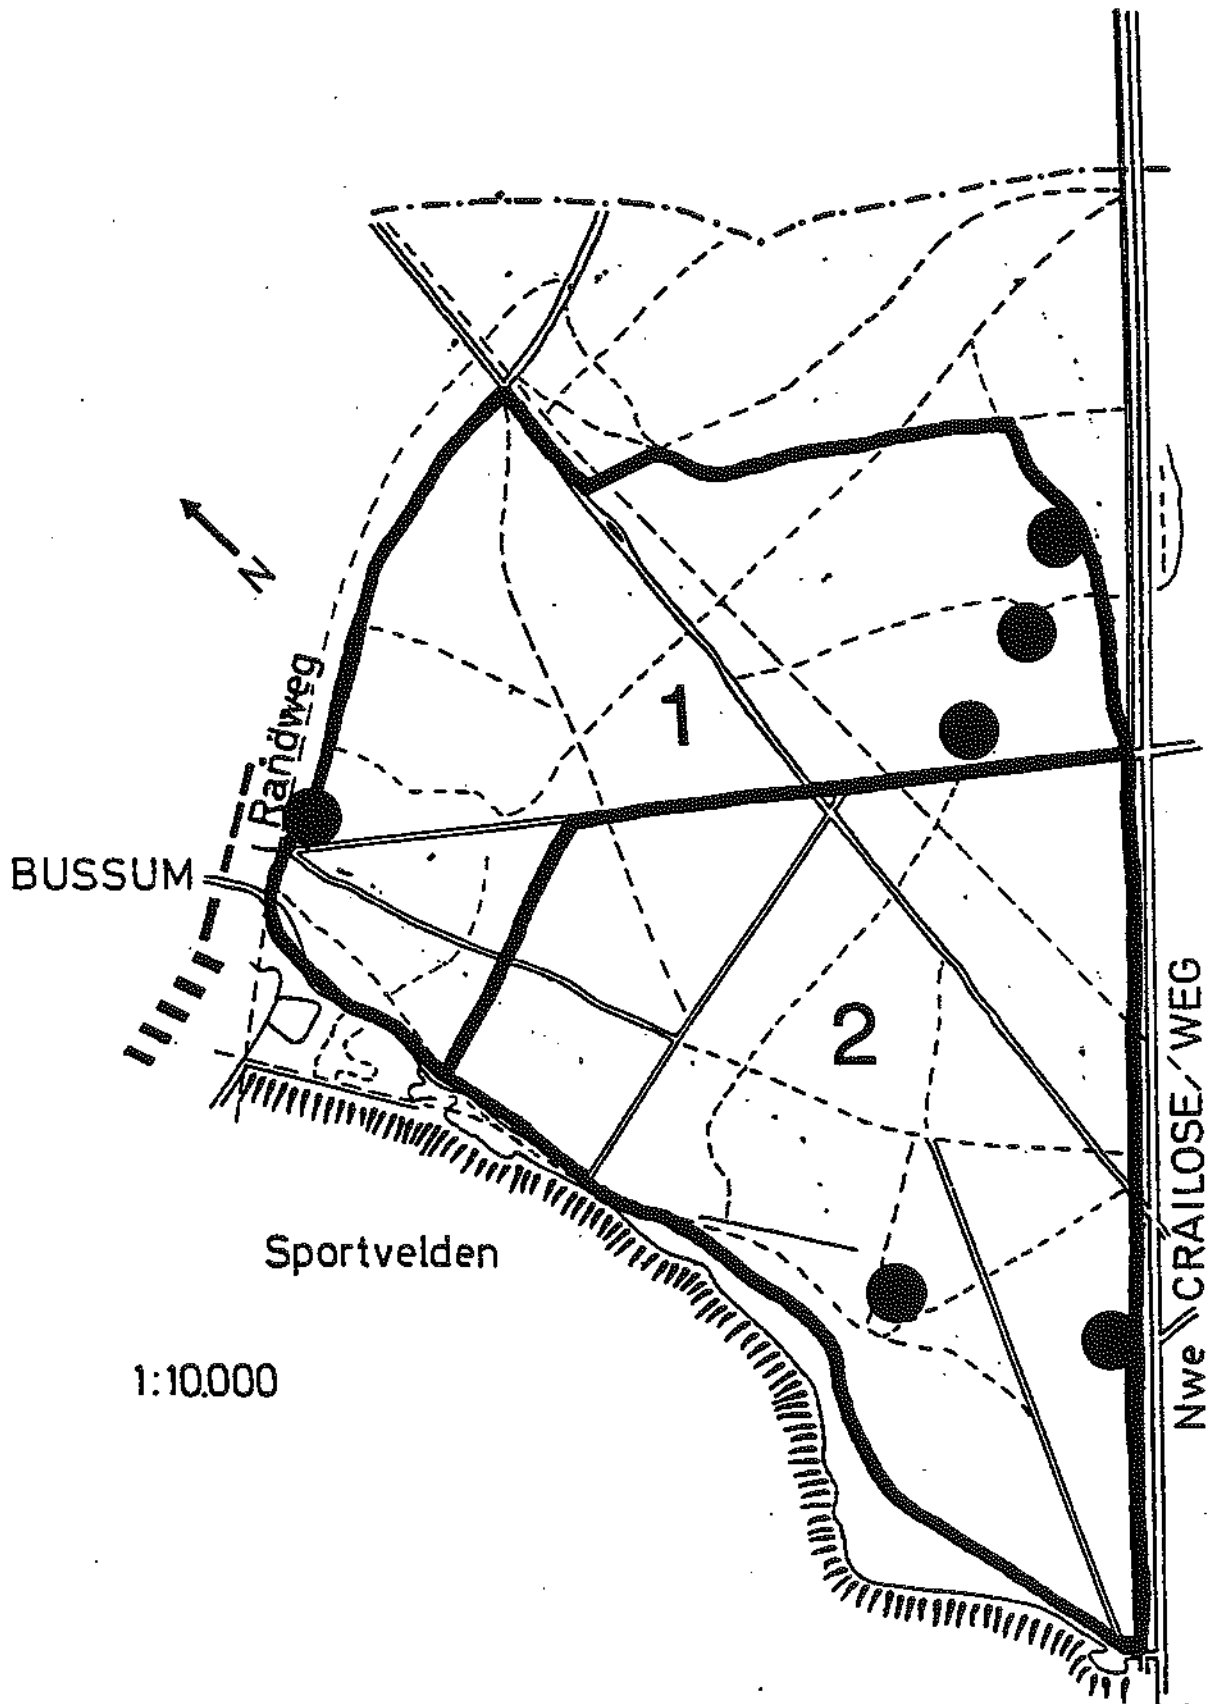 N
Randweg
1
BUSSUM
2
Sportvelden
1:10.000
Nwe CRAILOSE WEG